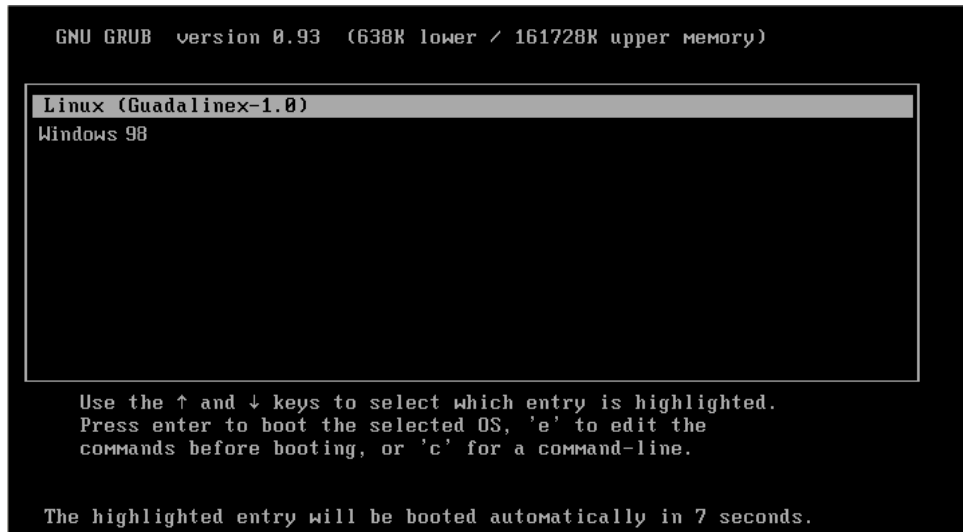 GNU GRUB version 0.93 (638K lower / 161728K upper memory)
Linux (Guadalinex-1.0)
Windows 98
Use the ↑ and ↓ keys to select which entry is highlighted.
Press enter to boot the selected OS, 'e' to edit the
commands before booting, or 'c' for a command-line.
The highlighted entry will be booted automatically in 7 seconds.